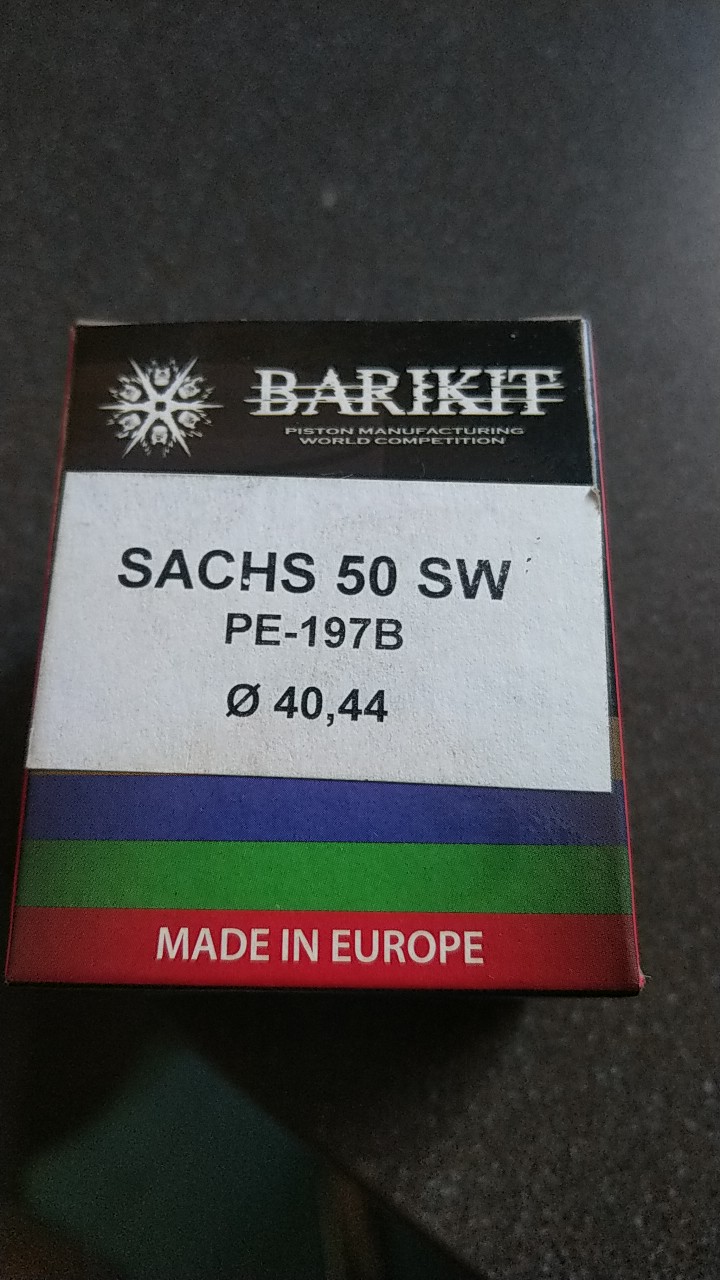 BARIKIT
PISTON MANUFACTURING
WORLD COMPETITION
SACHS 50 SW
PE-197B
Ø 40,44
MADE IN EUROPE